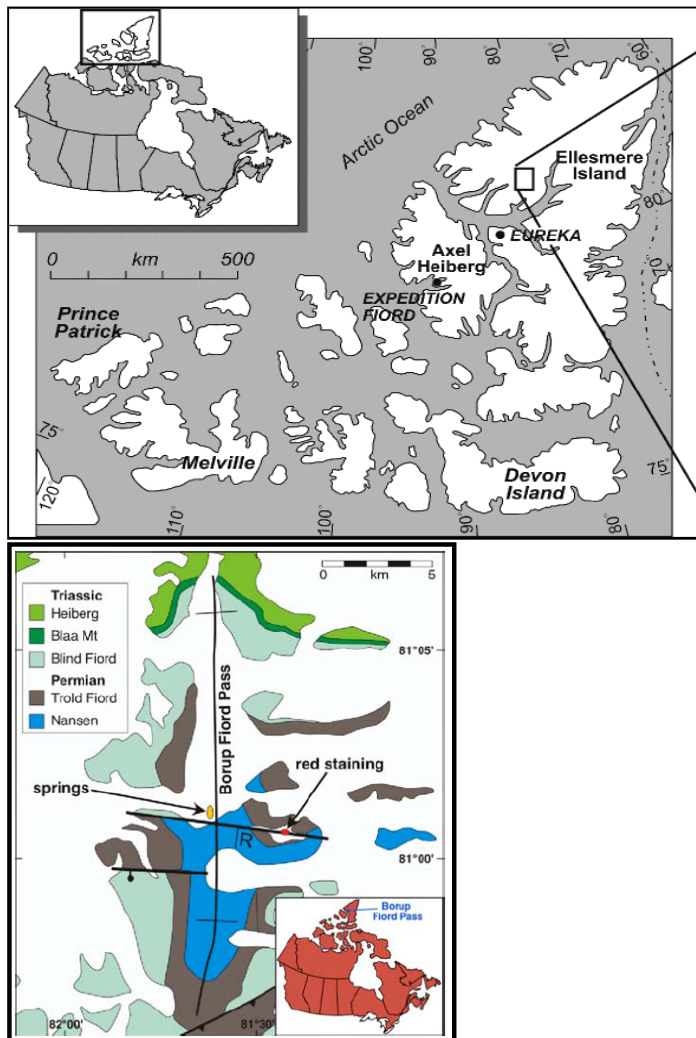 100°
90°
80°
70°
60°
Arctic Ocean
Ellesmere
Island
80°
EUREKA
Axel
Heiberg
EXPEDITION
FIORD
0 km 500
70°
Prince
Patrick
75°
Melville
Devon
Island
75°
120°
110°
100°
90°
80°
Triassic
Heiberg
Blaa Mt
Blind Fiord
Permian
Trold Fiord
Nansen
0 km 5
81°05'
Borup Fiord Pass
red staining
springs
R
81°00'
Borup
Fiord Pass
82°00'
81°30'